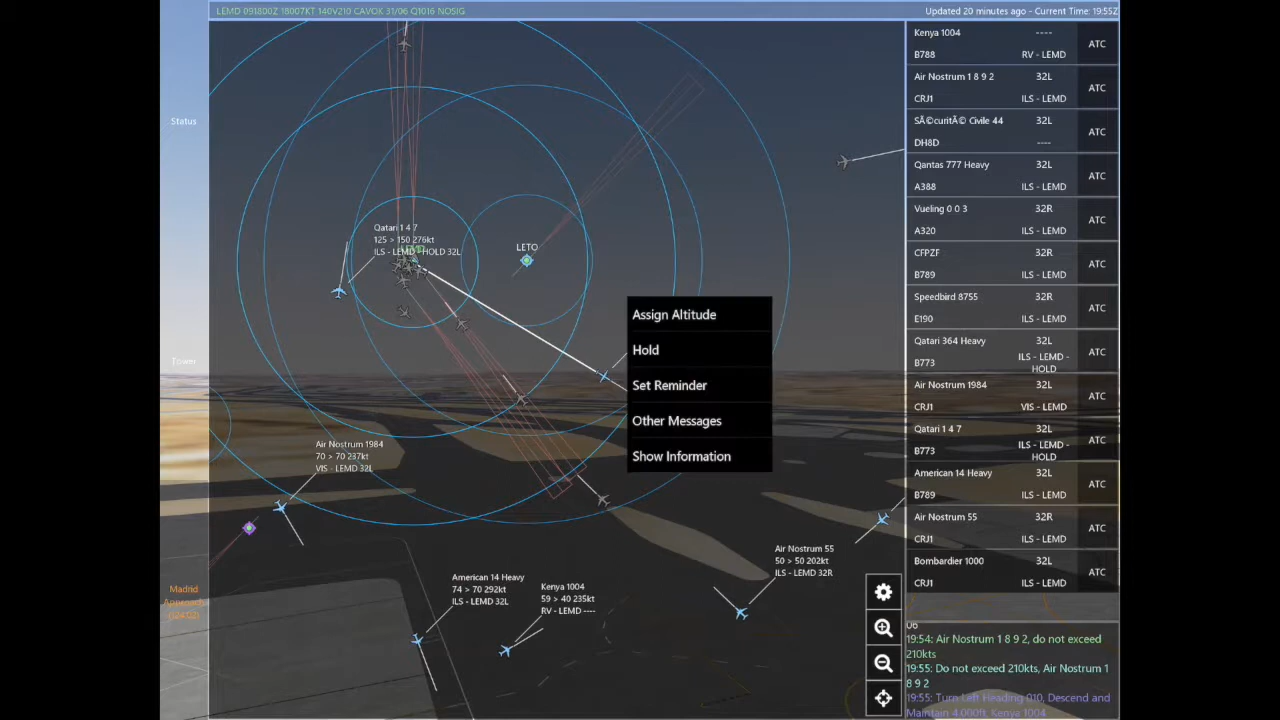 LEMD 091800Z 18007KT 140V210 CAVOK 31/06 Q1016 NOSIG
Updated 20 minutes ago - Current Time: 19:55Z
Status
Tower
Madrid
Approach
(124.02)
Qatari 1 4 7
125 > 150 276kt
ILS - LEMD - HOLD 32L
LETO
Assign Altitude
Hold
Set Reminder
Other Messages
Show Information
Air Nostrum 1984
70 > 70 237kt
VIS - LEMD 32L
American 14 Heavy
74 > 70 292kt
ILS - LEMD 32L
Kenya 1004
59 > 40 235kt
RV - LEMD ----
Air Nostrum 55
50 > 50 202kt
ILS - LEMD 32R
Kenya 1004 ---- ATC
B788 RV - LEMD
Air Nostrum 1 8 9 2 32L ATC
CRJ1 ILS - LEMD
SÃ©curitÃ© Civile 44 32L ATC
DH8D ----
Qantas 777 Heavy 32L ATC
A388 ILS - LEMD
Vueling 0 0 3 32R ATC
A320 ILS - LEMD
CFPZF 32R ATC
B789 ILS - LEMD
Speedbird 8755 32R ATC
E190 ILS - LEMD
Qatari 364 Heavy 32L ATC
B773 ILS - LEMD -
HOLD
Air Nostrum 1984 32L ATC
CRJ1 VIS - LEMD
Qatari 1 4 7 32L ATC
B773 ILS - LEMD -
HOLD
American 14 Heavy 32L ATC
B789 ILS - LEMD
Air Nostrum 55 32R ATC
CRJ1 ILS - LEMD
Bombardier 1000 32L ATC
CRJ1 ILS - LEMD
06
19:54: Air Nostrum 1 8 9 2, do not exceed
210kts
19:55: Do not exceed 210kts, Air Nostrum 1
8 9 2
19:55: Turn Left Heading 010, Descend and
Maintain 4,000ft, Kenya 1004